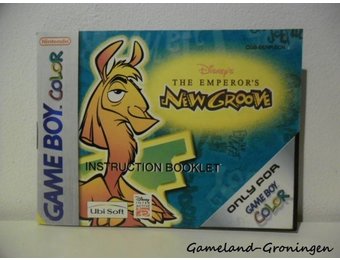 Nintendo
GAME BOY COLOR
Disney's
THE EMPEROR'S
NEW GROOVE
INSTRUCTION BOOKLET
Ubi Soft
ONLY FOR
GAME BOY
COLOR
Gameland-Groningen